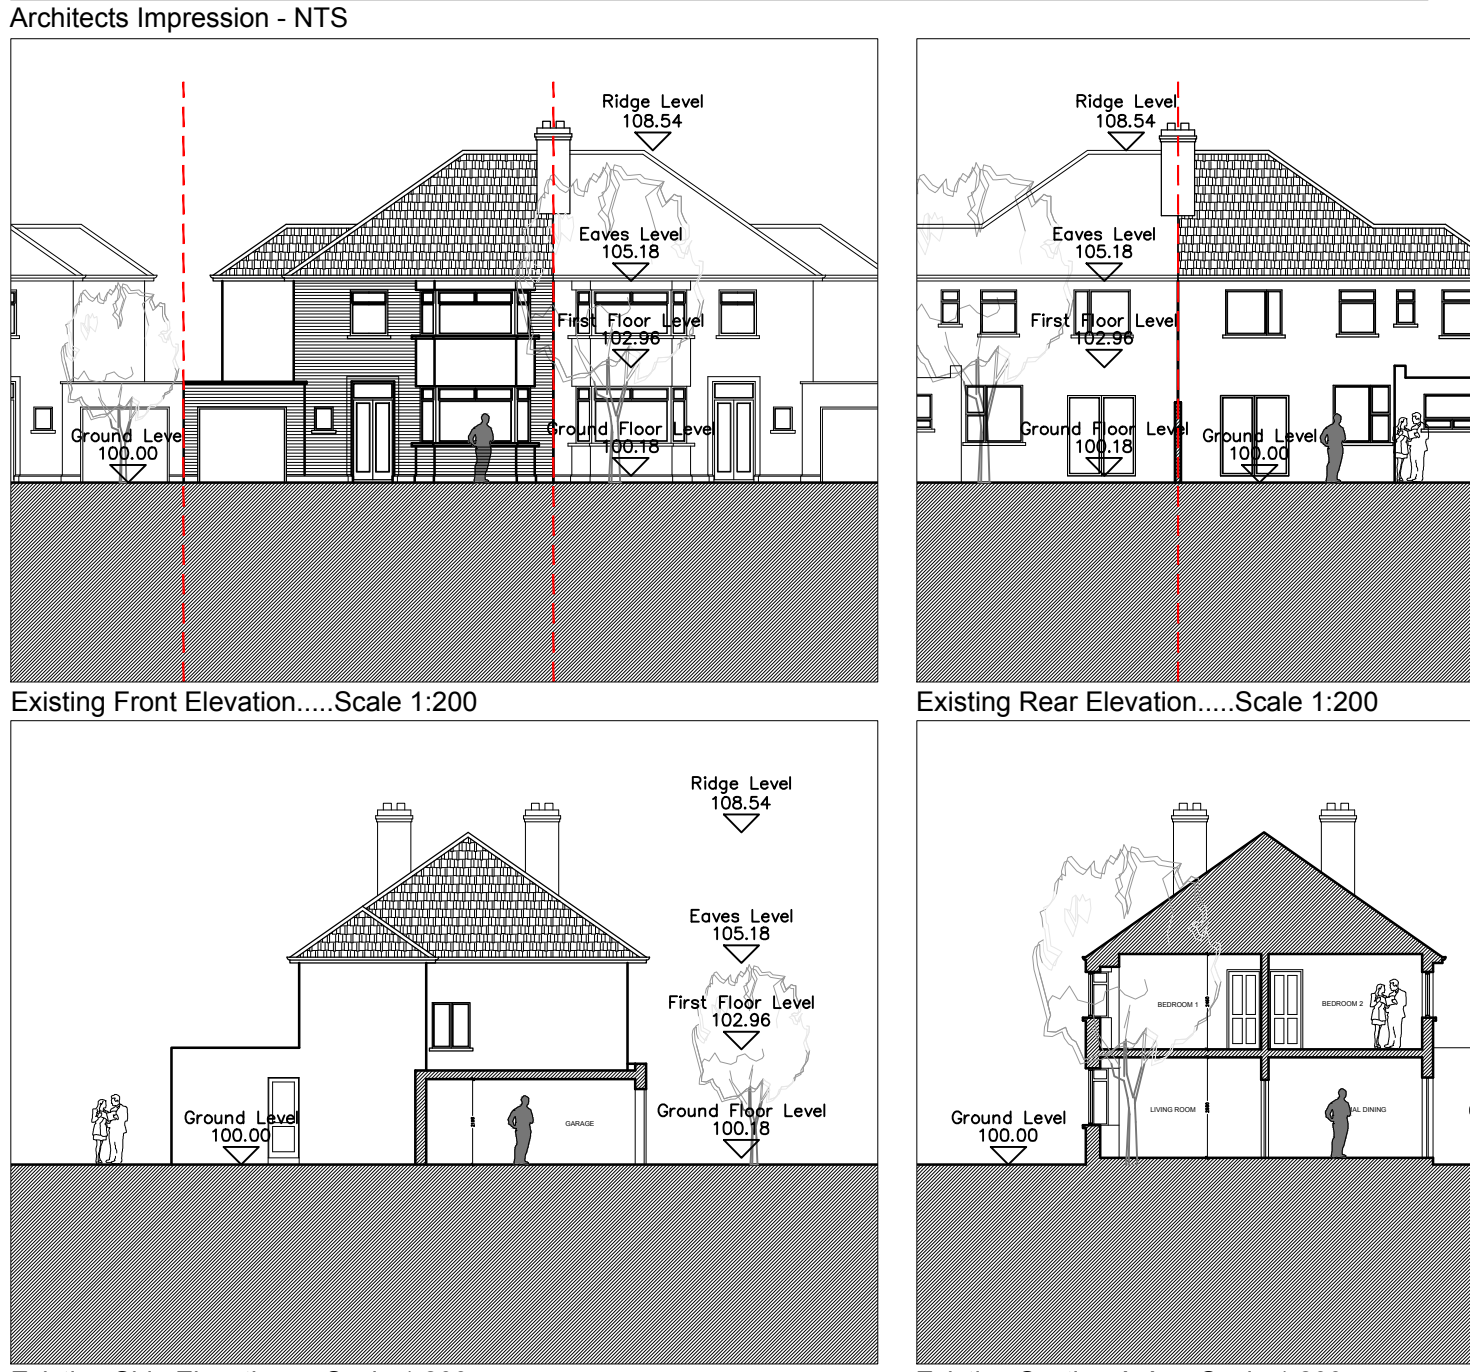 Architects Impression - NTS
Ridge Level
108.54
Eaves Level
105.18
First Floor Level
102.96
Ground Floor Level
100.18
Ground Level
100.00
Existing Front Elevation.....Scale 1:200
Ridge Level
108.54
Eaves Level
105.18
First Floor Level
102.96
Ground Floor Level
100.18
Ground Level
100.00
Existing Rear Elevation.....Scale 1:200
Ridge Level
108.54
Eaves Level
105.18
First Floor Level
102.96
Ground Floor Level
100.18
Ground Level
100.00
GARAGE
BEDROOM 1
BEDROOM 2
LIVING ROOM
DINING
Ground Level
100.00